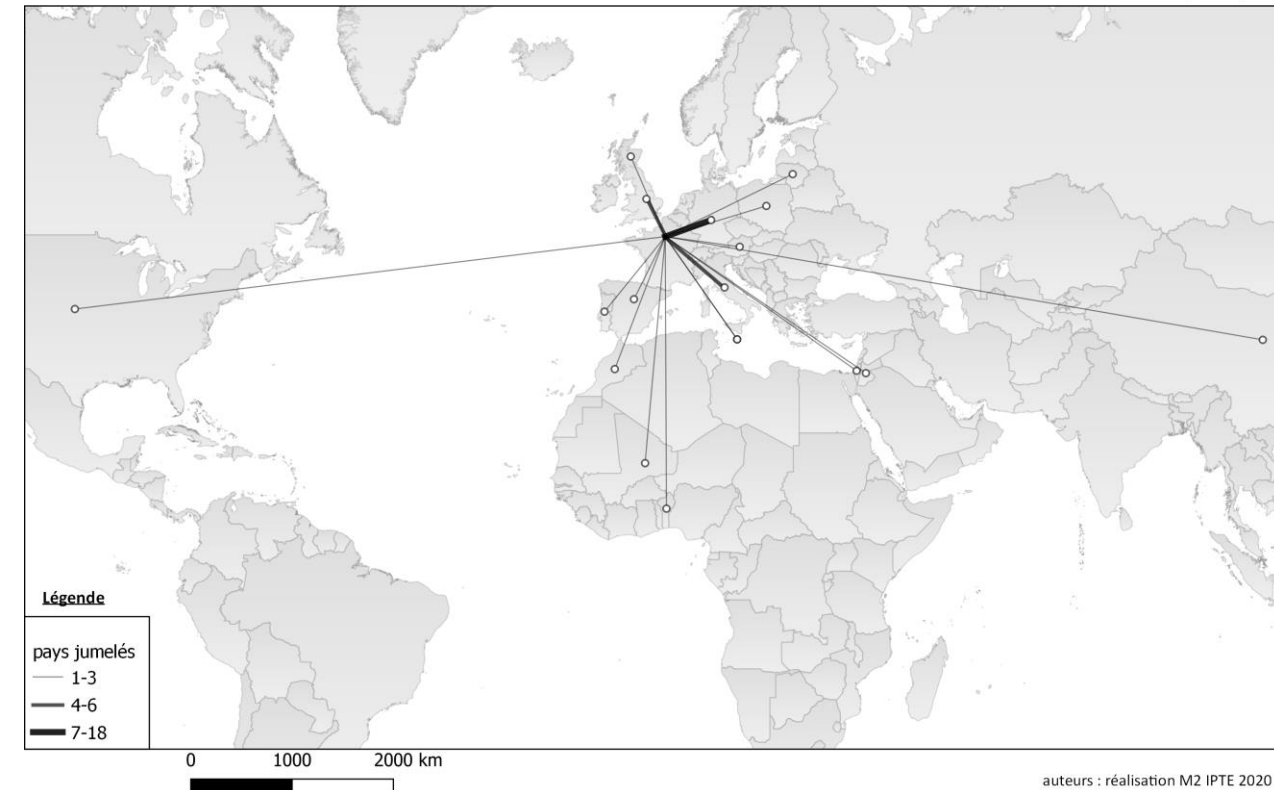 Légende
pays jumelés
1-3
4-6
7-18
0 1000 2000 km
auteurs : réalisation M2 IPTE 2020